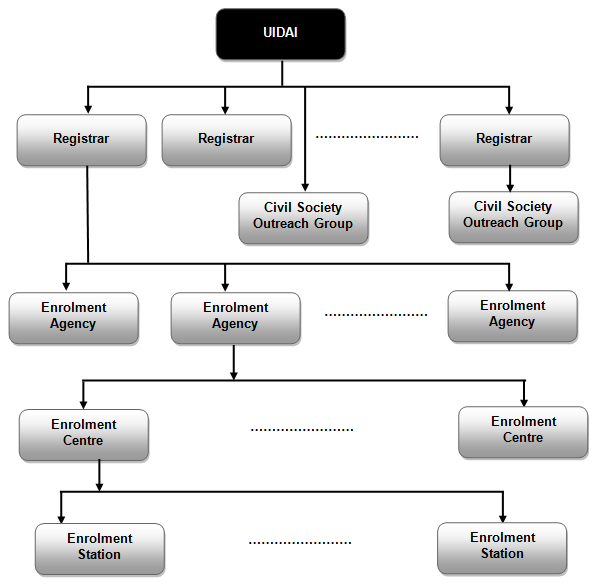 UIDAI
Registrar
Registrar
........................
Registrar
Civil Society
Outreach Group
Civil Society
Outreach Group
Enrolment
Agency
Enrolment
Agency
........................
Enrolment
Agency
Enrolment
Centre
........................
Enrolment
Centre
Enrolment
Station
........................
Enrolment
Station